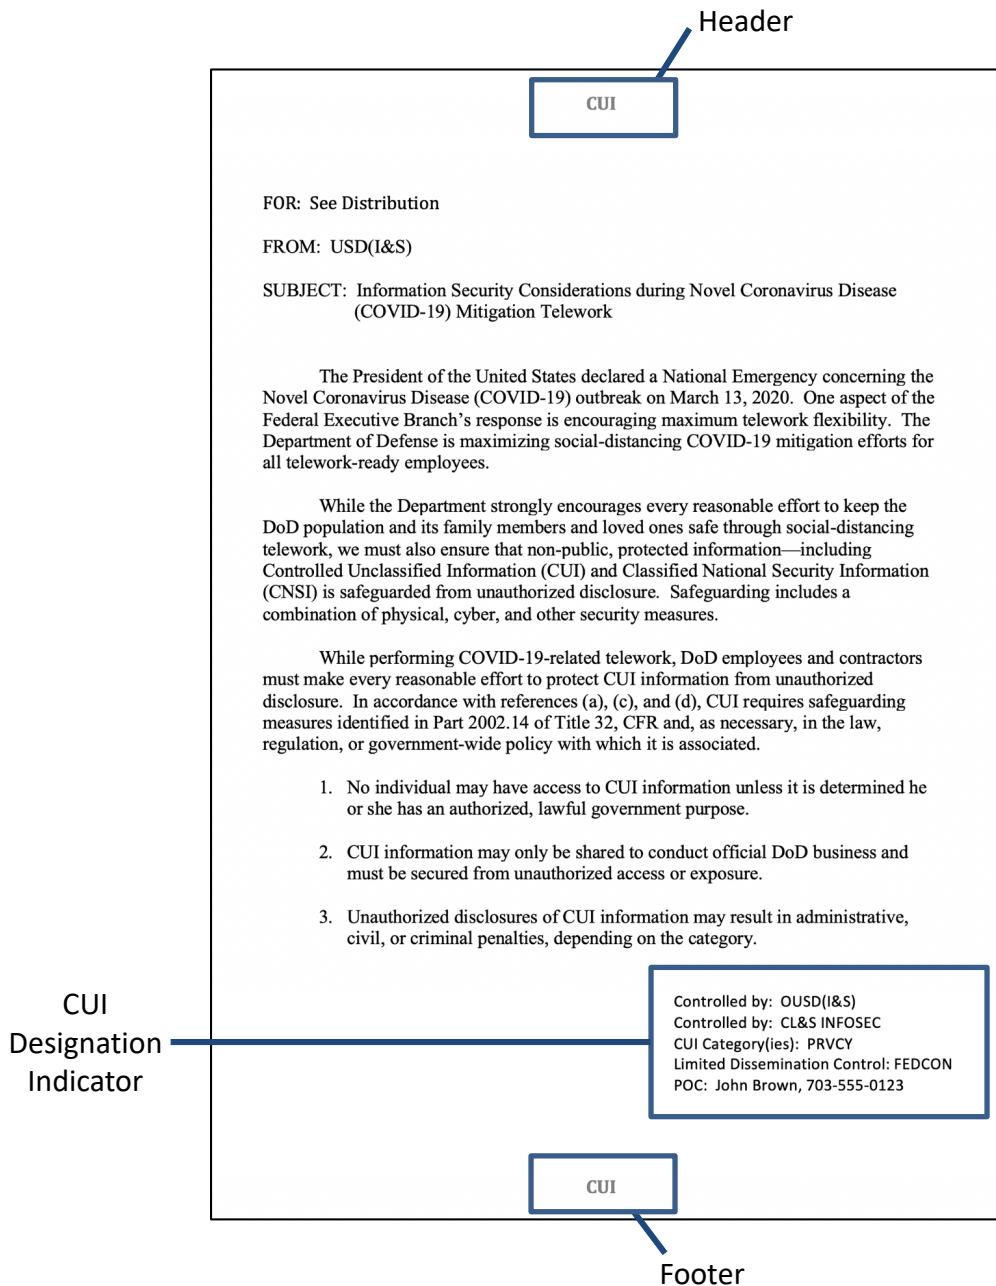 Header
CUI
FOR:  See Distribution
FROM:  USD(I&S)
SUBJECT:  Information Security Considerations during Novel Coronavirus Disease
(COVID-19) Mitigation Telework
The President of the United States declared a National Emergency concerning the
Novel Coronavirus Disease (COVID-19) outbreak on March 13, 2020.  One aspect of the
Federal Executive Branch’s response is encouraging maximum telework flexibility.  The
Department of Defense is maximizing social-distancing COVID-19 mitigation efforts for
all telework-ready employees.
While the Department strongly encourages every reasonable effort to keep the
DoD population and its family members and loved ones safe through social-distancing
telework, we must also ensure that non-public, protected information—including
Controlled Unclassified Information (CUI) and Classified National Security Information
(CNSI) is safeguarded from unauthorized disclosure.  Safeguarding includes a
combination of physical, cyber, and other security measures.
While performing COVID-19-related telework, DoD employees and contractors
must make every reasonable effort to protect CUI information from unauthorized
disclosure.  In accordance with references (a), (c), and (d), CUI requires safeguarding
measures identified in Part 2002.14 of Title 32, CFR and, as necessary, in the law,
regulation, or government-wide policy with which it is associated.
1.  No individual may have access to CUI information unless it is determined he
or she has an authorized, lawful government purpose.
2.  CUI information may only be shared to conduct official DoD business and
must be secured from unauthorized access or exposure.
3.  Unauthorized disclosures of CUI information may result in administrative,
civil, or criminal penalties, depending on the category.
CUI
Designation
Indicator
Controlled by:  OUSD(I&S)
Controlled by:  CL&S INFOSEC
CUI Category(ies):  PRVCY
Limited Dissemination Control: FEDCON
POC:  John Brown, 703-555-0123
CUI
Footer